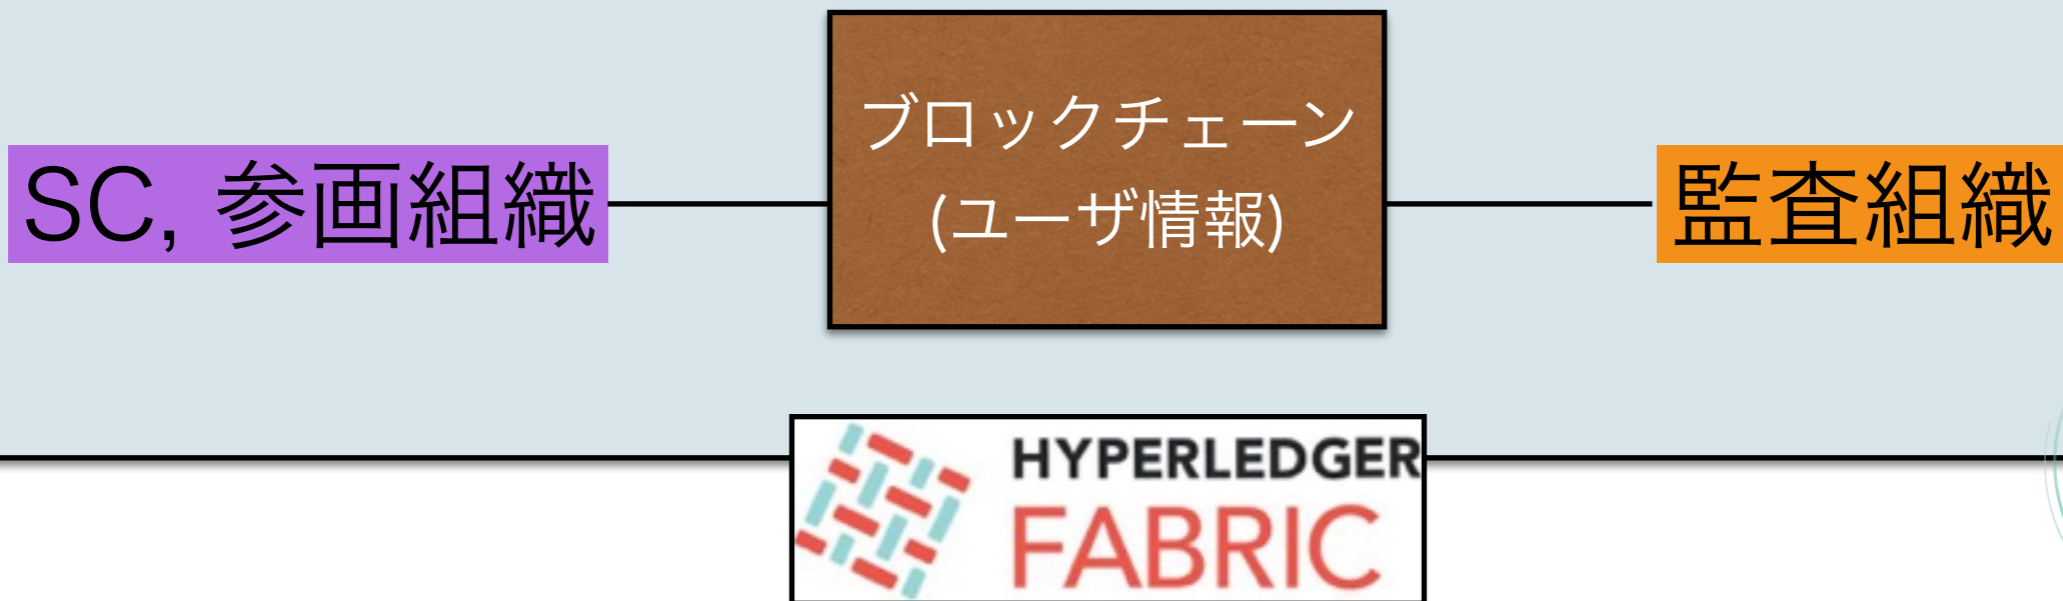 ブロックチェーン
(ユーザ情報)
SC, 参画組織
監査組織
HYPERLEDGER
FABRIC